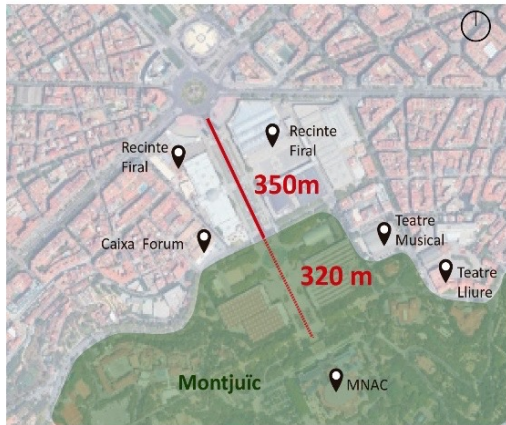 Recinte
Firal
Recinte
Firal
350m
Caixa Forum
Teatre
Musical
320 m
Teatre
Lliure
Montjuïc
MNAC